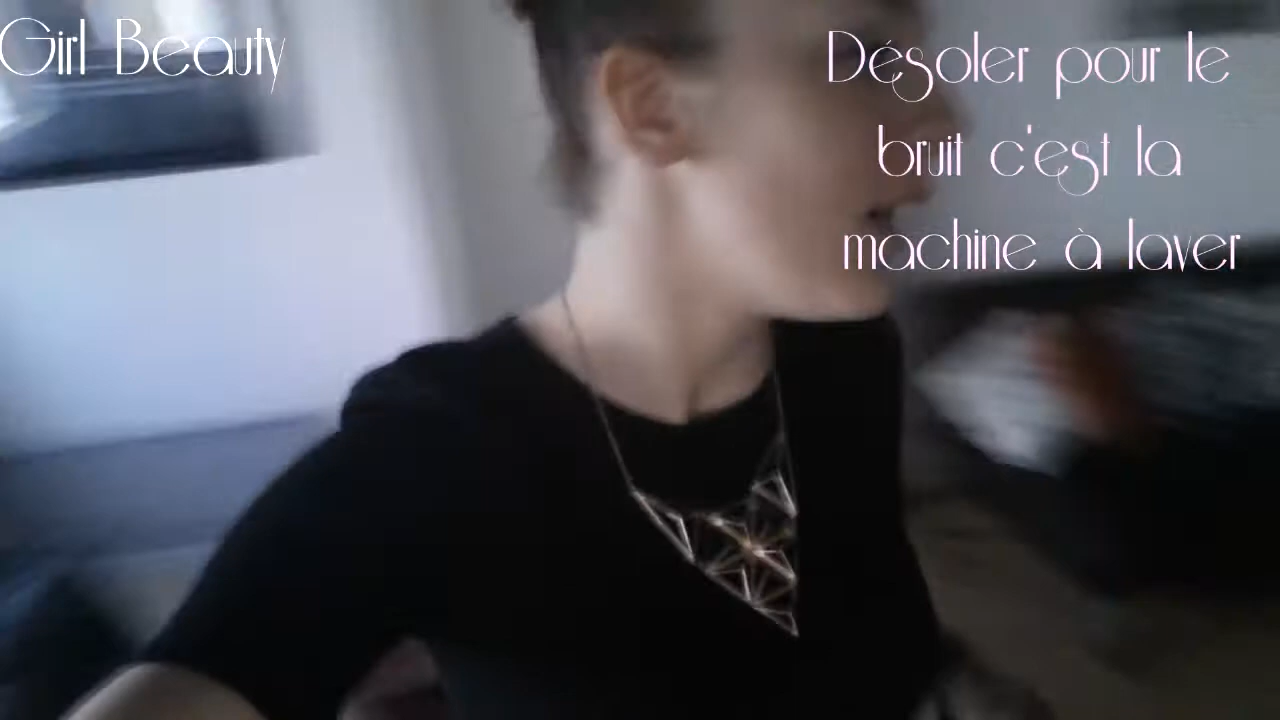 Girl Beauty
Désoler pour le
bruit c'est la
machine à laver